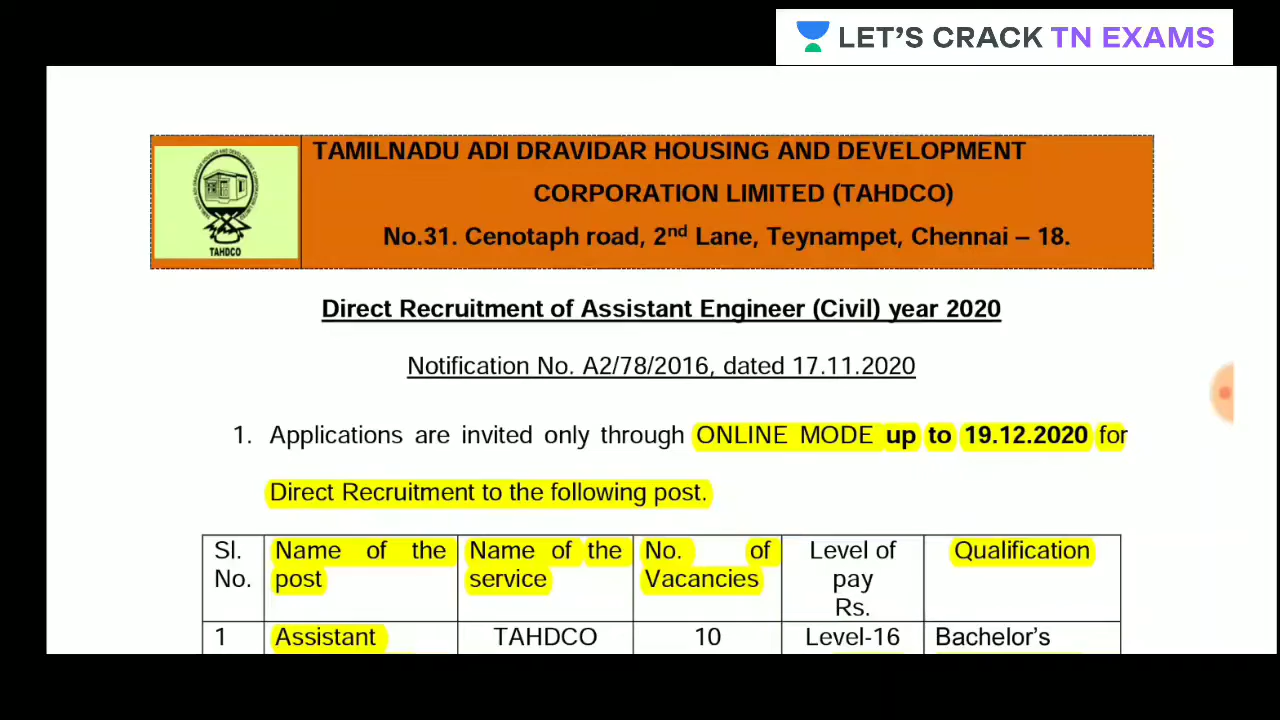 LET'S CRACK TN EXAMS
TAMILNADU ADI DRAVIDAR HOUSING AND DEVELOPMENT
CORPORATION LIMITED (TAHDCO)
No.31. Cenotaph road, 2nd Lane, Teynampet, Chennai – 18.
TAHDCO
Direct Recruitment of Assistant Engineer (Civil) year 2020
Notification No. A2/78/2016, dated 17.11.2020
1. Applications are invited only through ONLINE MODE up to 19.12.2020 for
Direct Recruitment to the following post.
Sl. Name of the Name of the No. of Level of Qualification
No. post service Vacancies pay
Rs.
1 Assistant TAHDCO 10 Level-16 Bachelor's